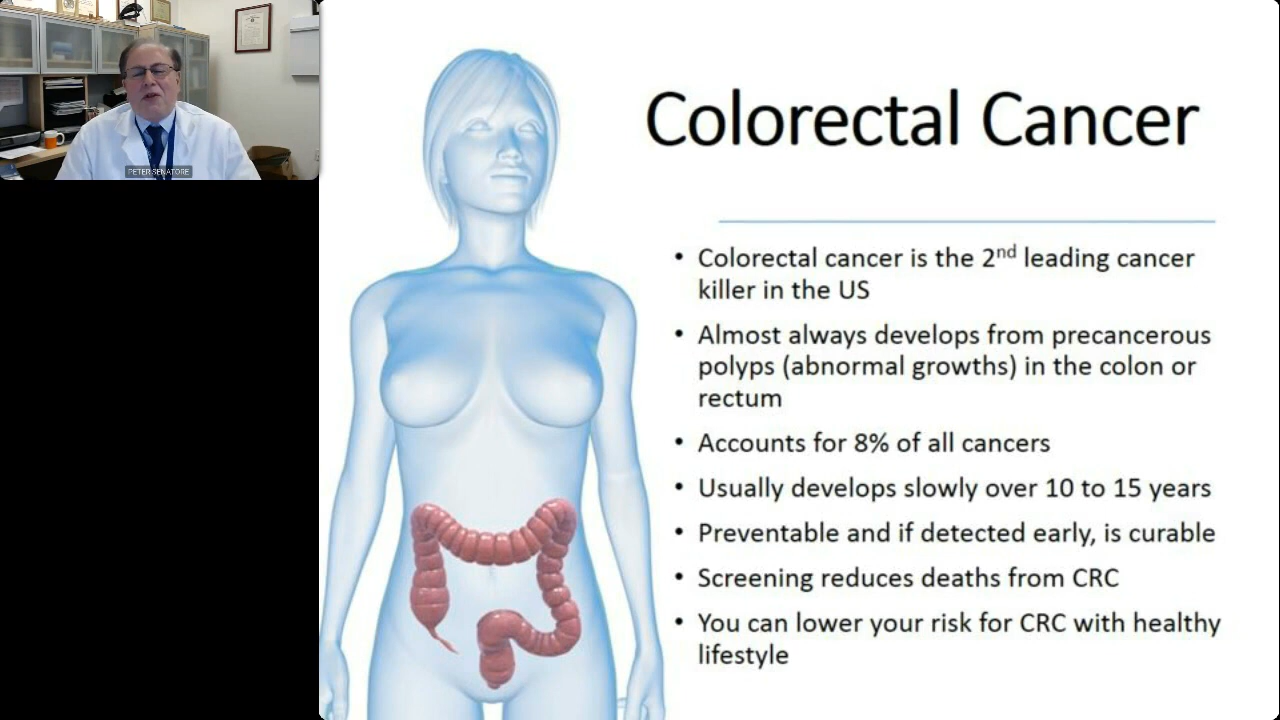 PETER SENATORE
Colorectal Cancer
• Colorectal cancer is the 2nd leading cancer
killer in the US
• Almost always develops from precancerous
polyps (abnormal growths) in the colon or
rectum
• Accounts for 8% of all cancers
• Usually develops slowly over 10 to 15 years
• Preventable and if detected early, is curable
• Screening reduces deaths from CRC
• You can lower your risk for CRC with healthy
lifestyle